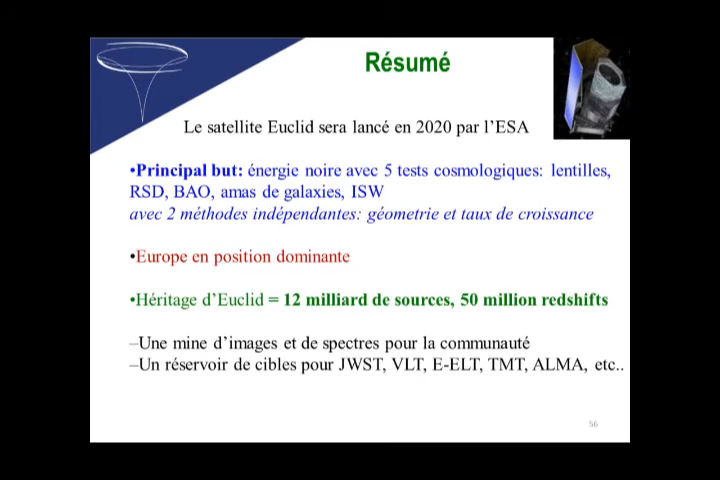 Résumé
Le satellite Euclid sera lancé en 2020 par l’ESA
•Principal but: énergie noire avec 5 tests cosmologiques: lentilles,
RSD, BAO, amas de galaxies, ISW
avec 2 méthodes indépendantes: géometrie et taux de croissance
•Europe en position dominante
•Héritage d’Euclid = 12 milliard de sources, 50 million redshifts
–Une mine d’images et de spectres pour la communauté
–Un réservoir de cibles pour JWST, VLT, E-ELT, TMT, ALMA, etc..
56